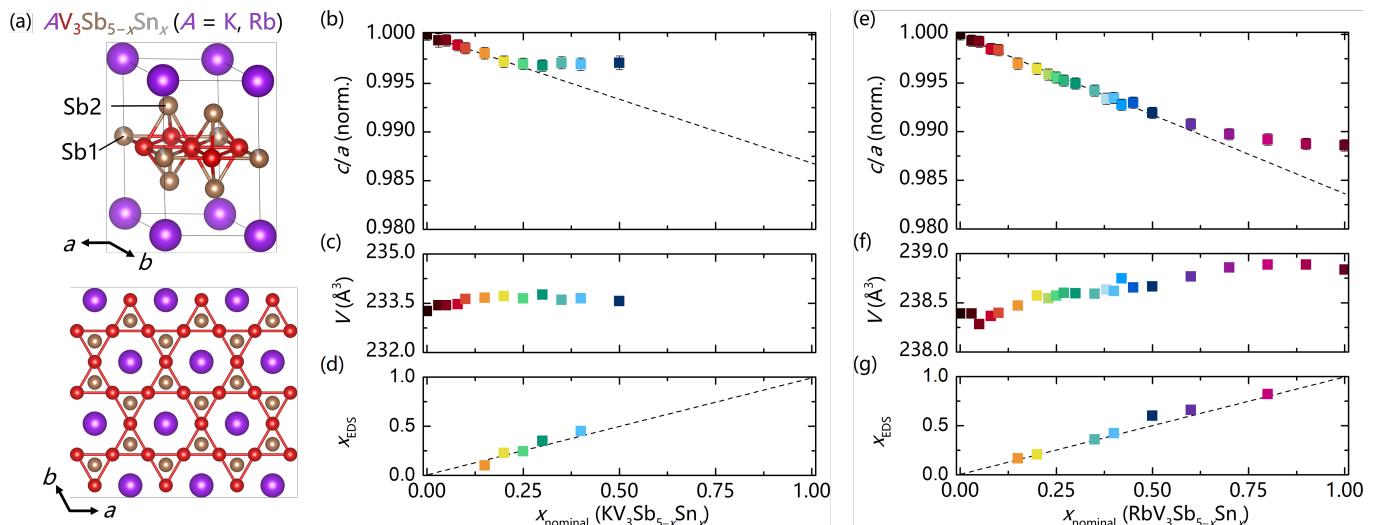 (a) AV₃Sb₅₋ₓSnₓ (A = K, Rb)
Sb2
Sb1
a
b
b
a
(b)
1.000
0.995
0.990
0.985
0.980
c/a (norm.)
(c)
235.0
233.5
232.0
V (Å³)
(d)
1.0
0.5
0.0
x_EDS
0.00 0.25 0.50 0.75 1.00
x_nominal (KV₃Sb₅₋ₓSnₓ)
(e)
1.000
0.995
0.990
0.985
0.980
c/a (norm.)
(f)
239.0
238.5
238.0
V (Å³)
(g)
1.0
0.5
0.0
x_EDS
0.00 0.25 0.50 0.75 1.00
x_nominal (RbV₃Sb₅₋ₓSnₓ)